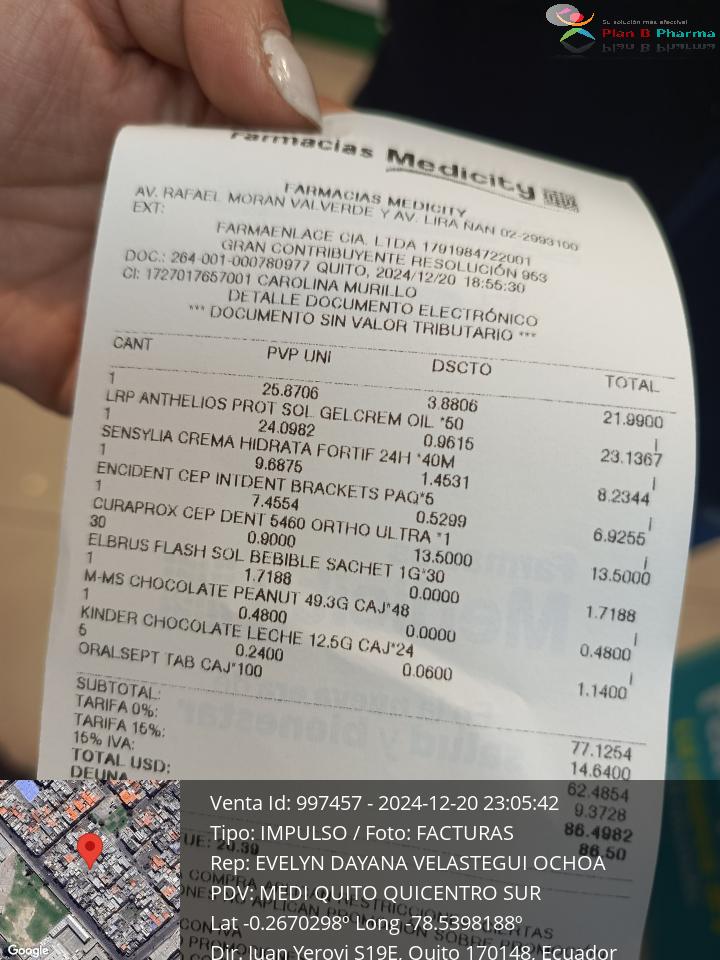 Su solución más efectiva!
Plan B Pharma
Farmacias Medicity
FARMACIAS MEDICITY
AV. RAFAEL MORAN VALVERDE Y AV. LIRA ÑAN 02-2993100
EXT:
FARMAENLACE CIA. LTDA 1791984722001
GRAN CONTRIBUYENTE RESOLUCIÓN 953
DOC.: 264-001-000780977 QUITO, 2024/12/20 18:55:30
CI: 1727017657001 CAROLINA MURILLO
DETALLE DOCUMENTO ELECTRÓNICO
*** DOCUMENTO SIN VALOR TRIBUTARIO ***
CANT PVP UNI DSCTO TOTAL
1 25.8706 3.8806 21.9900
LRP ANTHELIOS PROT SOL GELCREM OIL *50 I
1 24.0982 0.9615 23.1367
SENSYLIA CREMA HIDRATA FORTIF 24H *40M I
1 9.6875 1.4531 8.2344
ENCIDENT CEP INTDENT BRACKETS PAQ*5 I
1 7.4554 0.5299 6.9255
CURAPROX CEP DENT 5460 ORTHO ULTRA *1 I
30 0.9000 13.5000 13.5000
ELBRUS FLASH SOL BEBIBLE SACHET 1G*30
1 1.7188 0.0000 1.7188
M-MS CHOCOLATE PEANUT 49.3G CAJ*48 I
1 0.4800 0.0000 0.4800
KINDER CHOCOLATE LECHE 12.5G CAJ*24 I
5 0.2400 0.0600 1.1400
ORALSEPT TAB CAJ*100
SUBTOTAL: 77.1254
TARIFA 0%: 14.6400
TARIFA 15%: 62.4854
15% IVA: 9.3728
TOTAL USD: 86.4982
DEUNA 86.50
UE: 20.39
Venta Id: 997457 - 2024-12-20 23:05:42
Tipo: IMPULSO / Foto: FACTURAS
Rep: EVELYN DAYANA VELASTEGUI OCHOA
PDV: MEDI QUITO QUICENTRO SUR
Lat -0.2670298º Long -78.5398188º
Dir. Juan Yerovi S19E, Quito 170148, Ecuador
Google